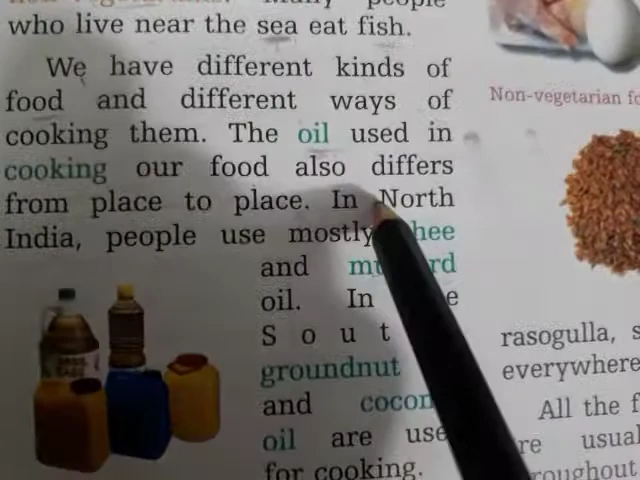 who live near the sea eat fish.
We have different kinds of
food and different ways of
cooking them. The oil used in
cooking our food also differs
from place to place. In North
India, people use mostly
and
oil. In
Sout
groundnut
and
oil are
for cooking.
Non-vegetarian
rasogulla,
everywhere
All the